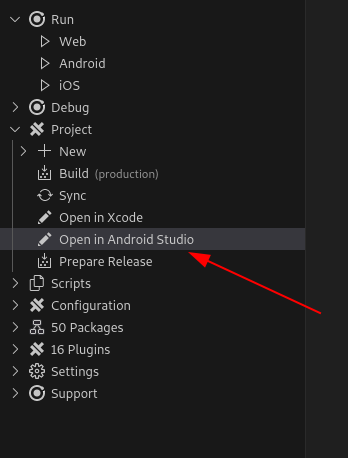 Run
Web
Android
iOS
Debug
Project
New
Build (production)
Sync
Open in Xcode
Open in Android Studio
Prepare Release
Scripts
Configuration
50 Packages
16 Plugins
Settings
Support